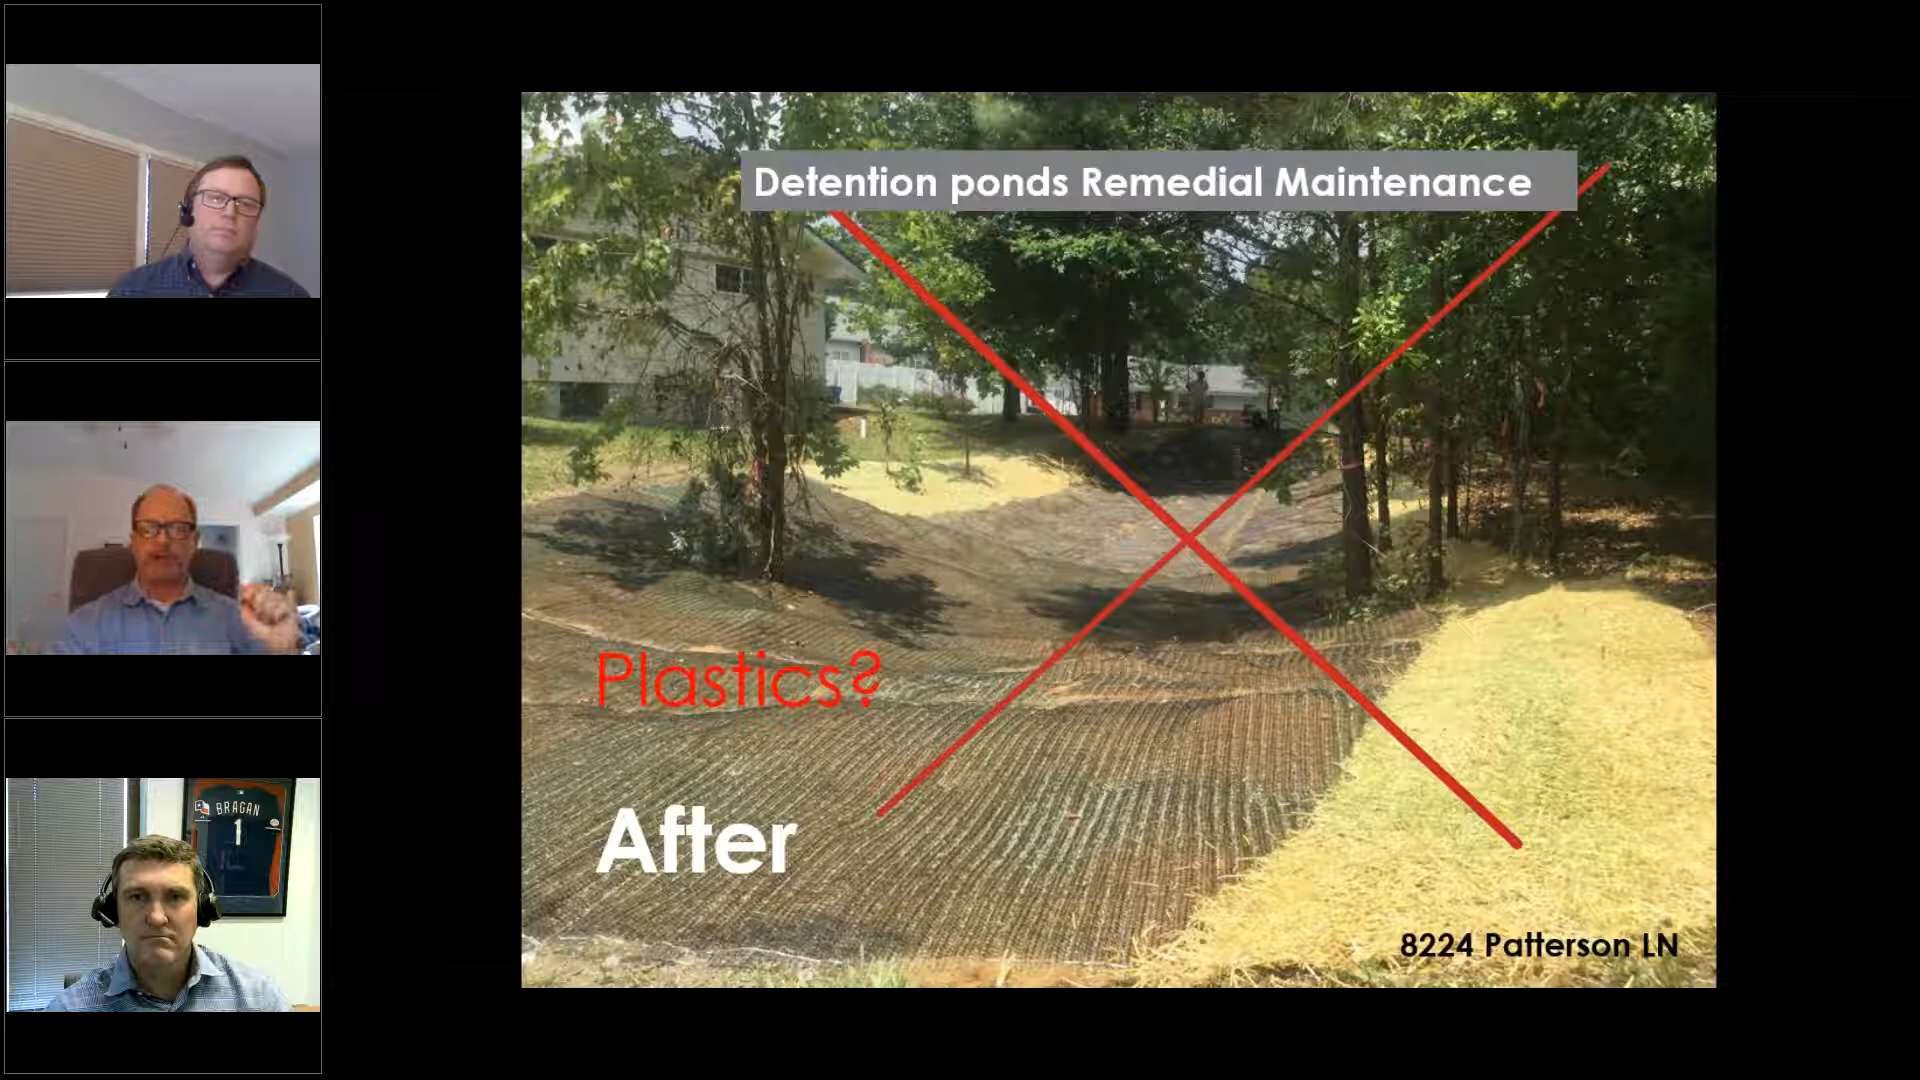 Detention ponds Remedial Maintenance
Plastics?
After
8224 Patterson LN
BRAGAN
1